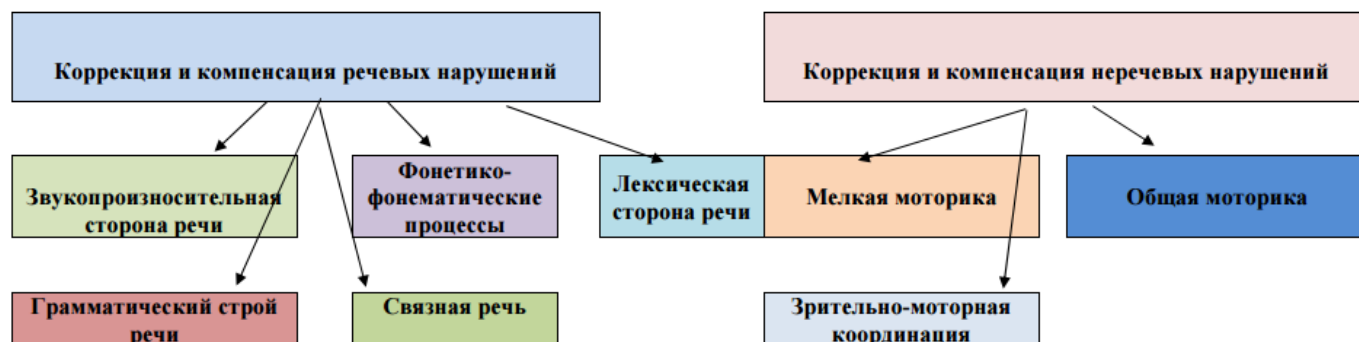 Коррекция и компенсация речевых нарушений
Коррекция и компенсация неречевых нарушений
Звукопроизносительная
сторона речи
Фонетико-
фонематические
процессы
Лексическая
сторона речи
Мелкая моторика
Общая моторика
Грамматический строй
речи
Связная речь
Зрительно-моторная
координация